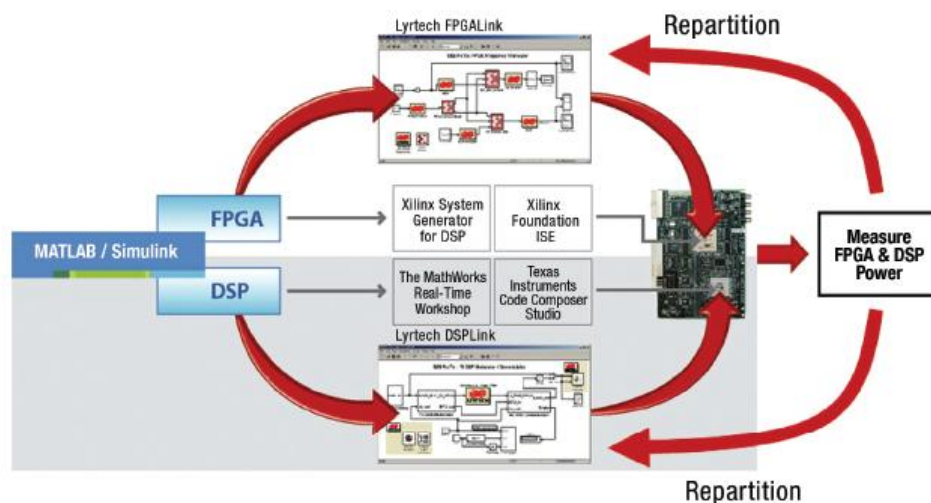 Lyrtech FPGALink
Repartition
FPGA
Xilinx System
Generator
for DSP
Xilinx
Foundation
ISE
MATLAB / Simulink
Measure
FPGA & DSP
Power
DSP
The MathWorks
Real-Time
Workshop
Texas
Instruments
Code Composer
Studio
Lyrtech DSPLink
Repartition